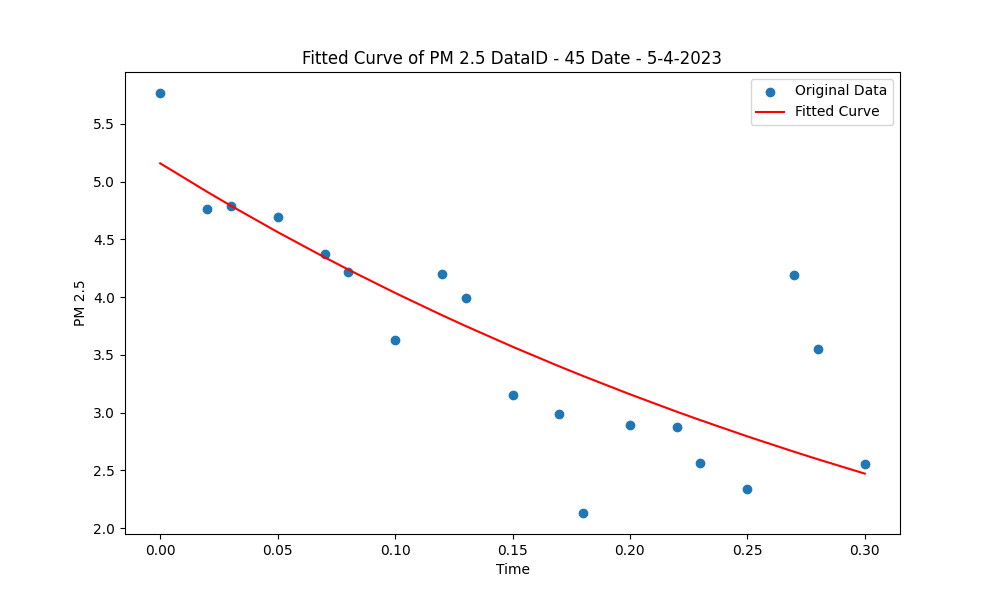 Fitted Curve of PM 2.5 DataID - 45 Date - 5-4-2023
Original Data
Fitted Curve
PM 2.5
5.5
5.0
4.5
4.0
3.5
3.0
2.5
2.0
0.00 0.05 0.10 0.15 0.20 0.25 0.30
Time